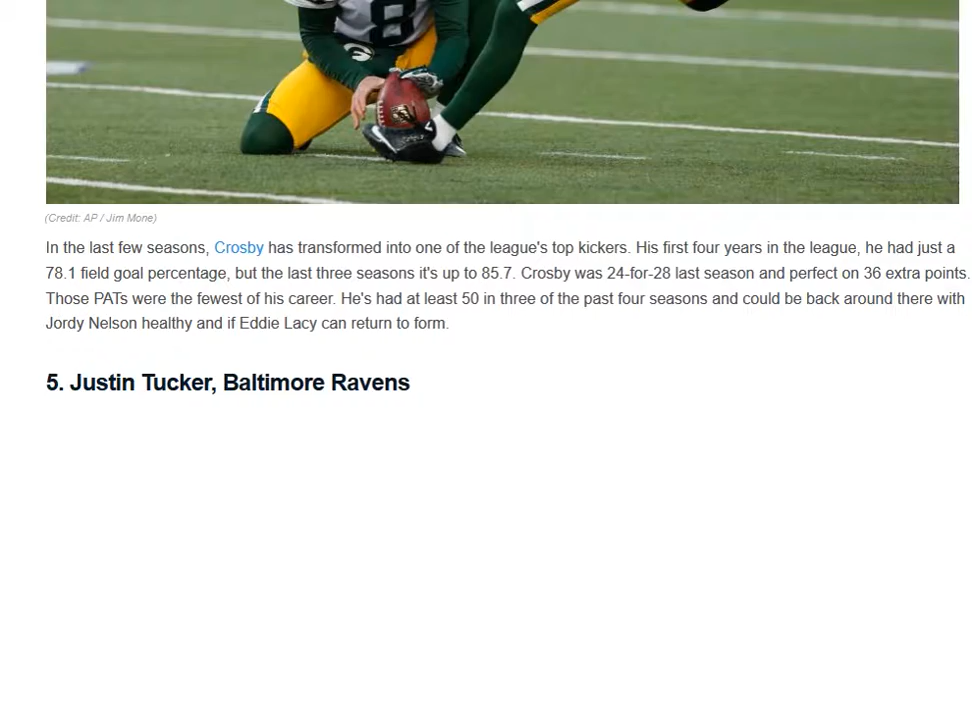 8
(Credit: AP / Jim Mone)
In the last few seasons, Crosby has transformed into one of the league's top kickers. His first four years in the league, he had just a
78.1 field goal percentage, but the last three seasons it's up to 85.7. Crosby was 24-for-28 last season and perfect on 36 extra points.
Those PATs were the fewest of his career. He's had at least 50 in three of the past four seasons and could be back around there with
Jordy Nelson healthy and if Eddie Lacy can return to form.
5. Justin Tucker, Baltimore Ravens